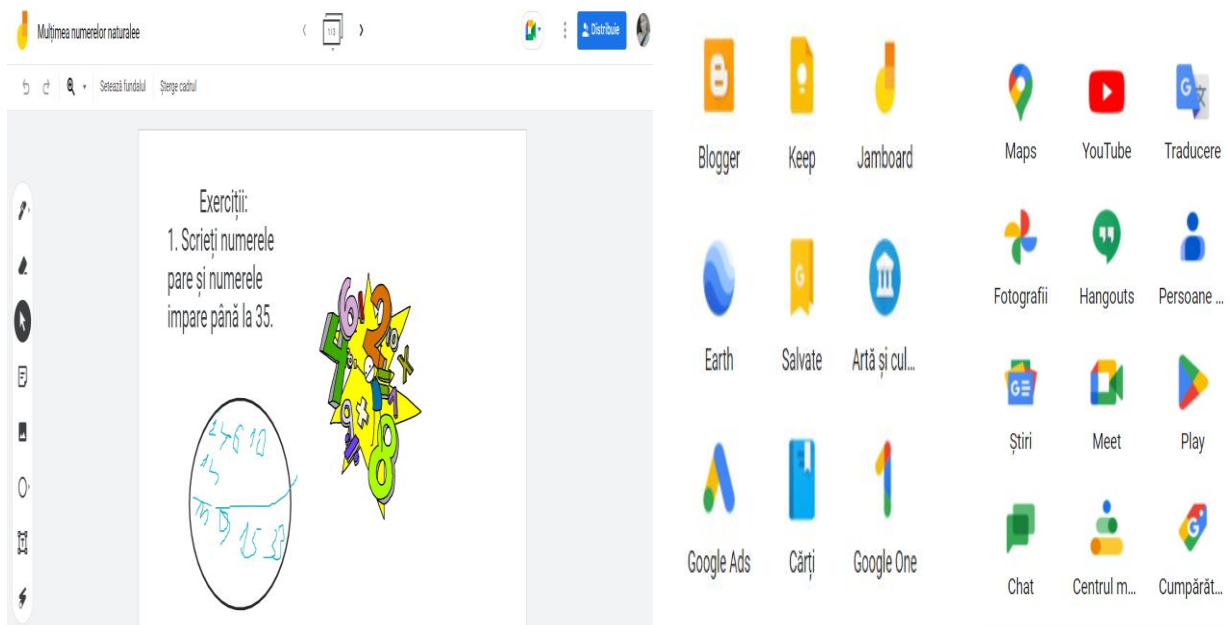 Mulțimea numerelor naturalee
1/3
Distribuie
Setează fundalul Șterge cadrul
Exerciții:
1. Scrieți numerele
pare și numerele
impare până la 35.
Blogger Keep Jamboard
Earth Salvate Artă și cul...
Google Ads Cărți Google One
Maps YouTube Traducere
Fotografii Hangouts Persoane ...
Știri Meet Play
Chat Centrul m... Cumpărăt...